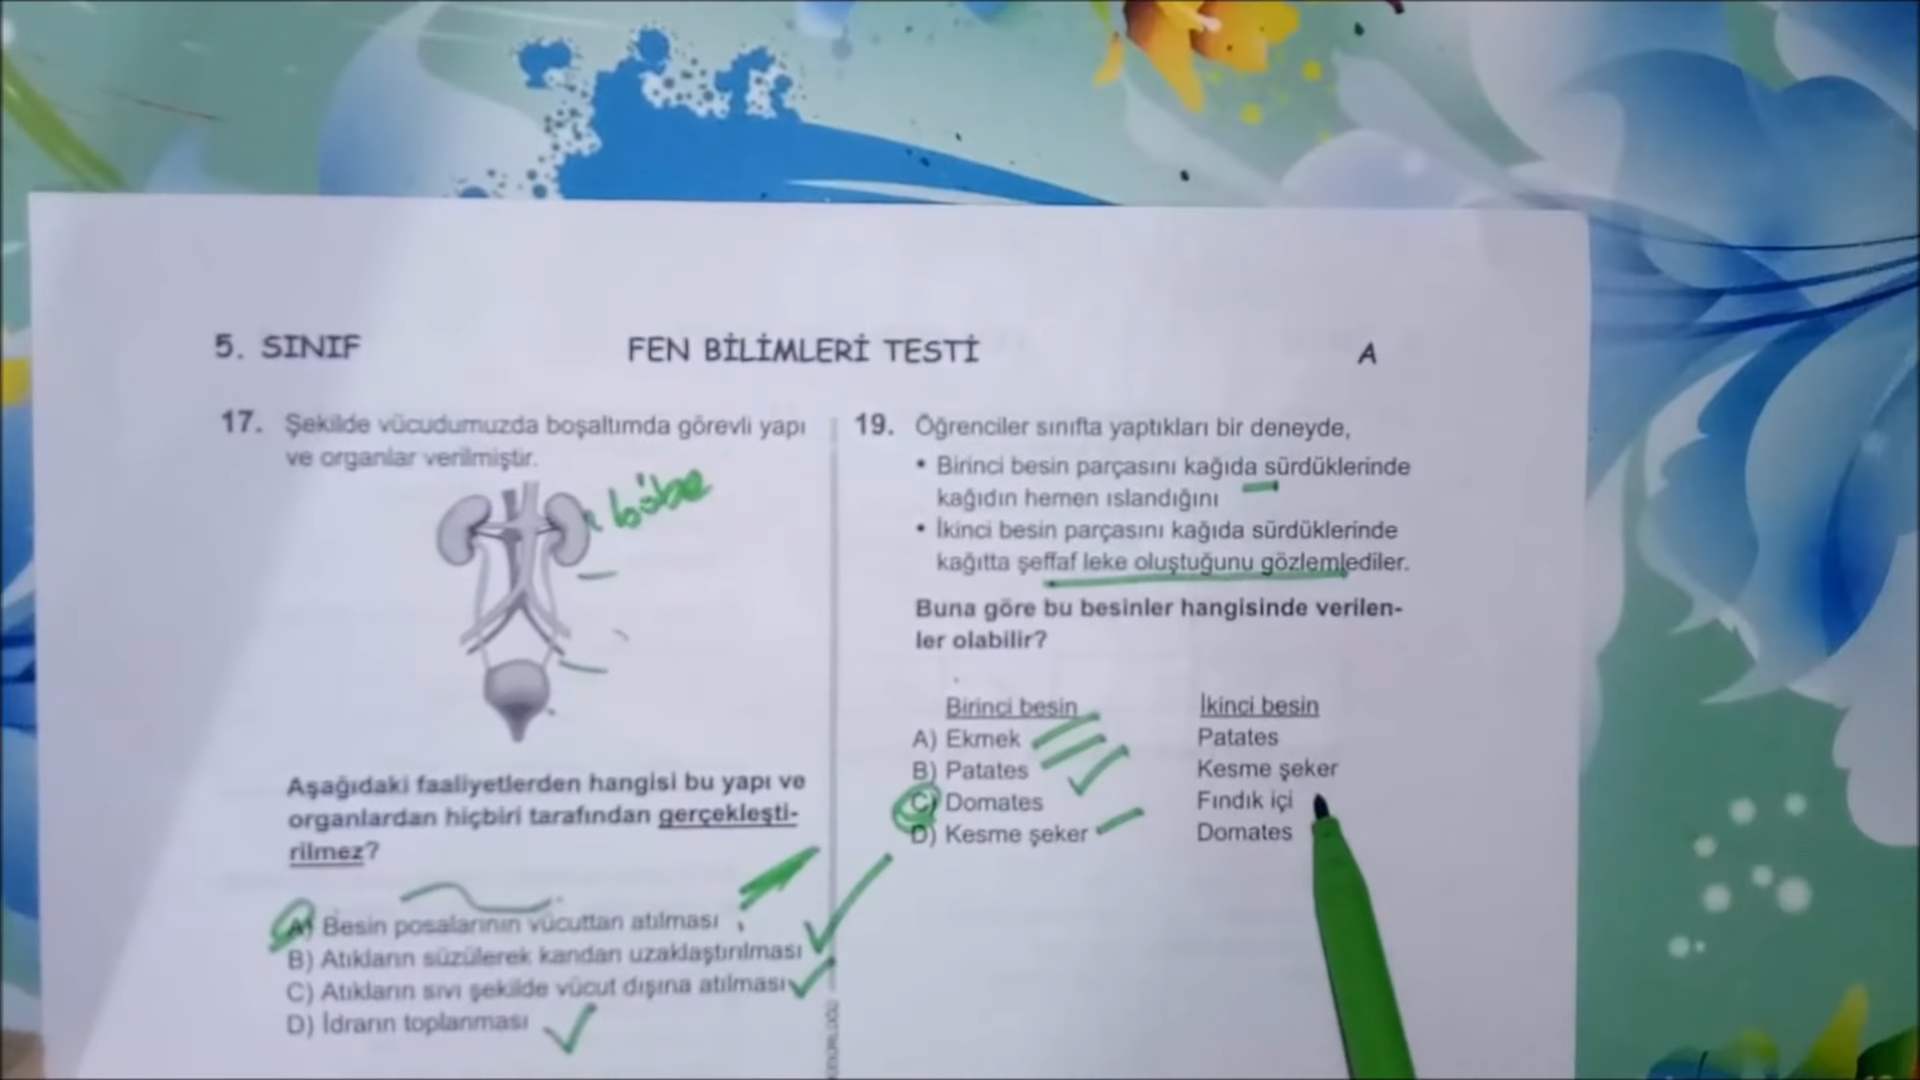 5. SINIF
FEN BİLİMLERİ TESTİ
A
17. Şekilde vücudumuzda boşaltımda görevli yapı
ve organlar verilmiştir.
böbe
Aşağıdaki faaliyetlerden hangisi bu yapı ve
organlardan hiçbiri tarafından gerçekleşti-
rilmez?
A) Besin posalarının vücuttan atılması
B) Atıkların süzülerek kandan uzaklaştırılması
C) Atıkların sıvı şekilde vücut dışına atılması
D) İdrarın toplanması
19. Öğrenciler sınıfta yaptıkları bir deneyde,
• Birinci besin parçasını kağıda sürdüklerinde
kağıdın hemen ıslandığını
• İkinci besin parçasını kağıda sürdüklerinde
kağıtta şeffaf leke oluştuğunu gözlemlediler.
Buna göre bu besinler hangisinde verilen-
ler olabilir?
Birinci besin İkinci besin
A) Ekmek Patates
B) Patates Kesme şeker
C) Domates Fındık içi
D) Kesme şeker Domates